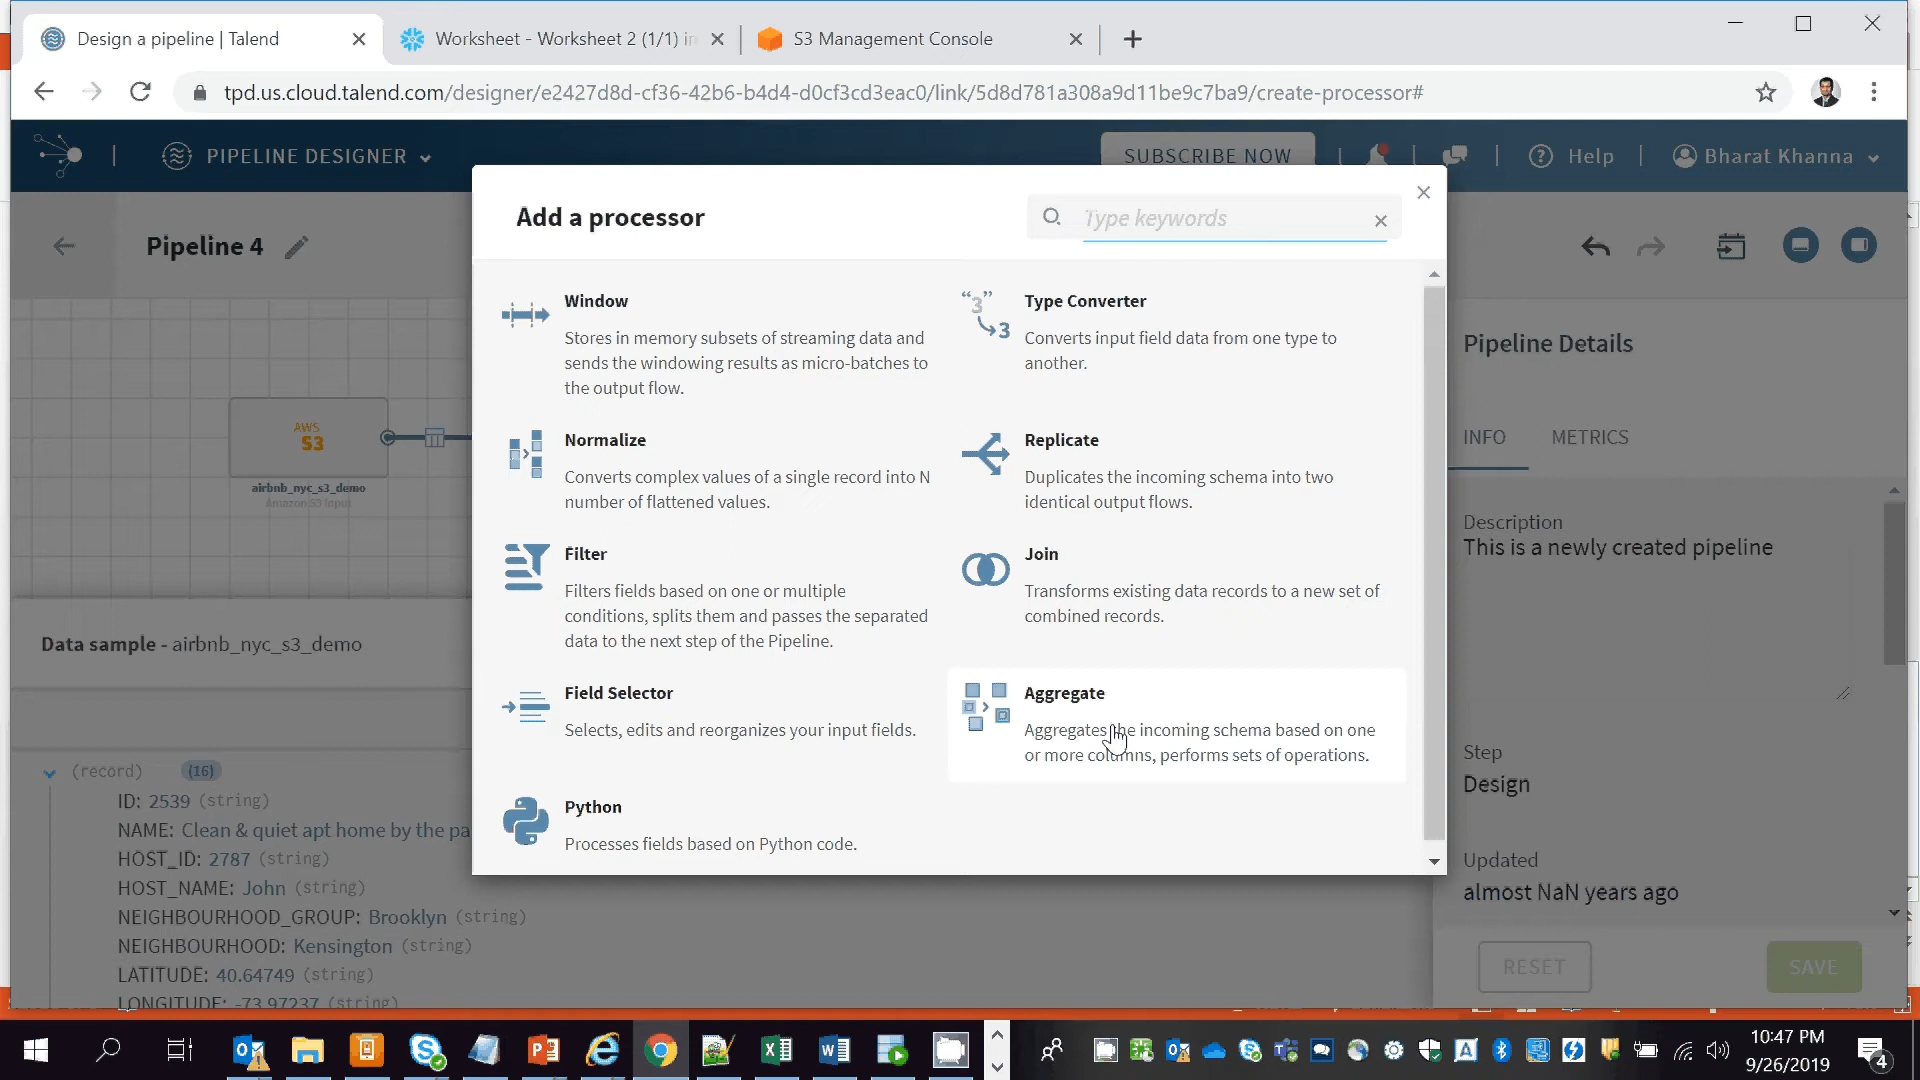 Design a pipeline | Talend
Worksheet - Worksheet 2 (1/1) in
S3 Management Console
tpd.us.cloud.talend.com/designer/e2427d8d-cf36-42b6-b4d4-d0cf3cd3eac0/link/5d8d781a308a9d11be9c7ba9/create-processor#
PIPELINE DESIGNER
SUBSCRIBE NOW
Help
Bharat Khanna
Pipeline 4
Add a processor
Type keywords
Window
Stores in memory subsets of streaming data and
sends the windowing results as micro-batches to
the output flow.
Type Converter
Converts input field data from one type to
another.
Normalize
Converts complex values of a single record into N
number of flattened values.
Replicate
Duplicates the incoming schema into two
identical output flows.
Filter
Filters fields based on one or multiple
conditions, splits them and passes the separated
data to the next step of the Pipeline.
Join
Transforms existing data records to a new set of
combined records.
Field Selector
Selects, edits and reorganizes your input fields.
Aggregate
Aggregates the incoming schema based on one
or more columns, performs sets of operations.
Python
Processes fields based on Python code.
AWS
S3
airbnb_nyc_s3_demo
Amazon S3 Input
Data sample - airbnb_nyc_s3_demo
(record) (16)
ID: 2539 (string)
NAME: Clean & quiet apt home by the pa
HOST_ID: 2787 (string)
HOST_NAME: John (string)
NEIGHBOURHOOD_GROUP: Brooklyn (string)
NEIGHBOURHOOD: Kensington (string)
LATITUDE: 40.64749 (string)
LONGITUDE: -73.97237 (string)
Pipeline Details
INFO
METRICS
Description
This is a newly created pipeline
Step
Design
Updated
almost NaN years ago
RESET
SAVE
10:47 PM
9/26/2019
4